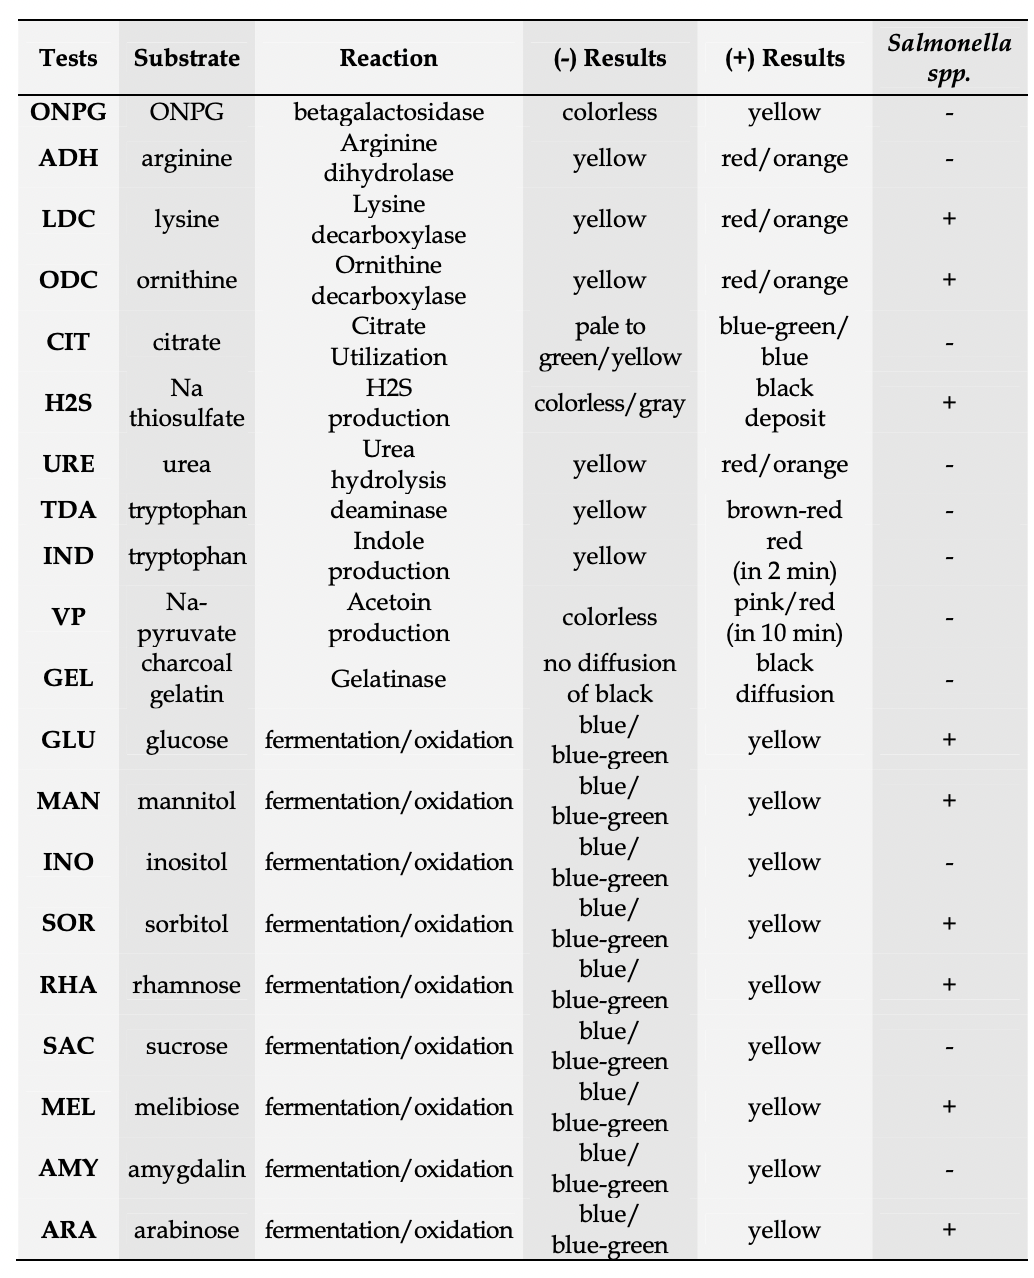 Tests Substrate Reaction (-) Results (+) Results Salmonella spp.
ONPG ONPG betagalactosidase colorless yellow -
ADH arginine Arginine dihydrolase yellow red/orange -
LDC lysine Lysine decarboxylase yellow red/orange +
ODC ornithine Ornithine decarboxylase yellow red/orange +
CIT citrate Citrate Utilization pale to green/yellow blue-green/ blue -
H2S Na thiosulfate H2S production colorless/gray black deposit +
URE urea Urea hydrolysis yellow red/orange -
TDA tryptophan deaminase yellow brown-red -
IND tryptophan Indole production yellow red (in 2 min) -
VP Na-pyruvate Acetoin production colorless pink/red (in 10 min) -
GEL charcoal gelatin Gelatinase no diffusion of black black diffusion -
GLU glucose fermentation/oxidation blue/ blue-green yellow +
MAN mannitol fermentation/oxidation blue/ blue-green yellow +
INO inositol fermentation/oxidation blue/ blue-green yellow -
SOR sorbitol fermentation/oxidation blue/ blue-green yellow +
RHA rhamnose fermentation/oxidation blue/ blue-green yellow +
SAC sucrose fermentation/oxidation blue/ blue-green yellow -
MEL melibiose fermentation/oxidation blue/ blue-green yellow +
AMY amygdalin fermentation/oxidation blue/ blue-green yellow -
ARA arabinose fermentation/oxidation blue/ blue-green yellow +